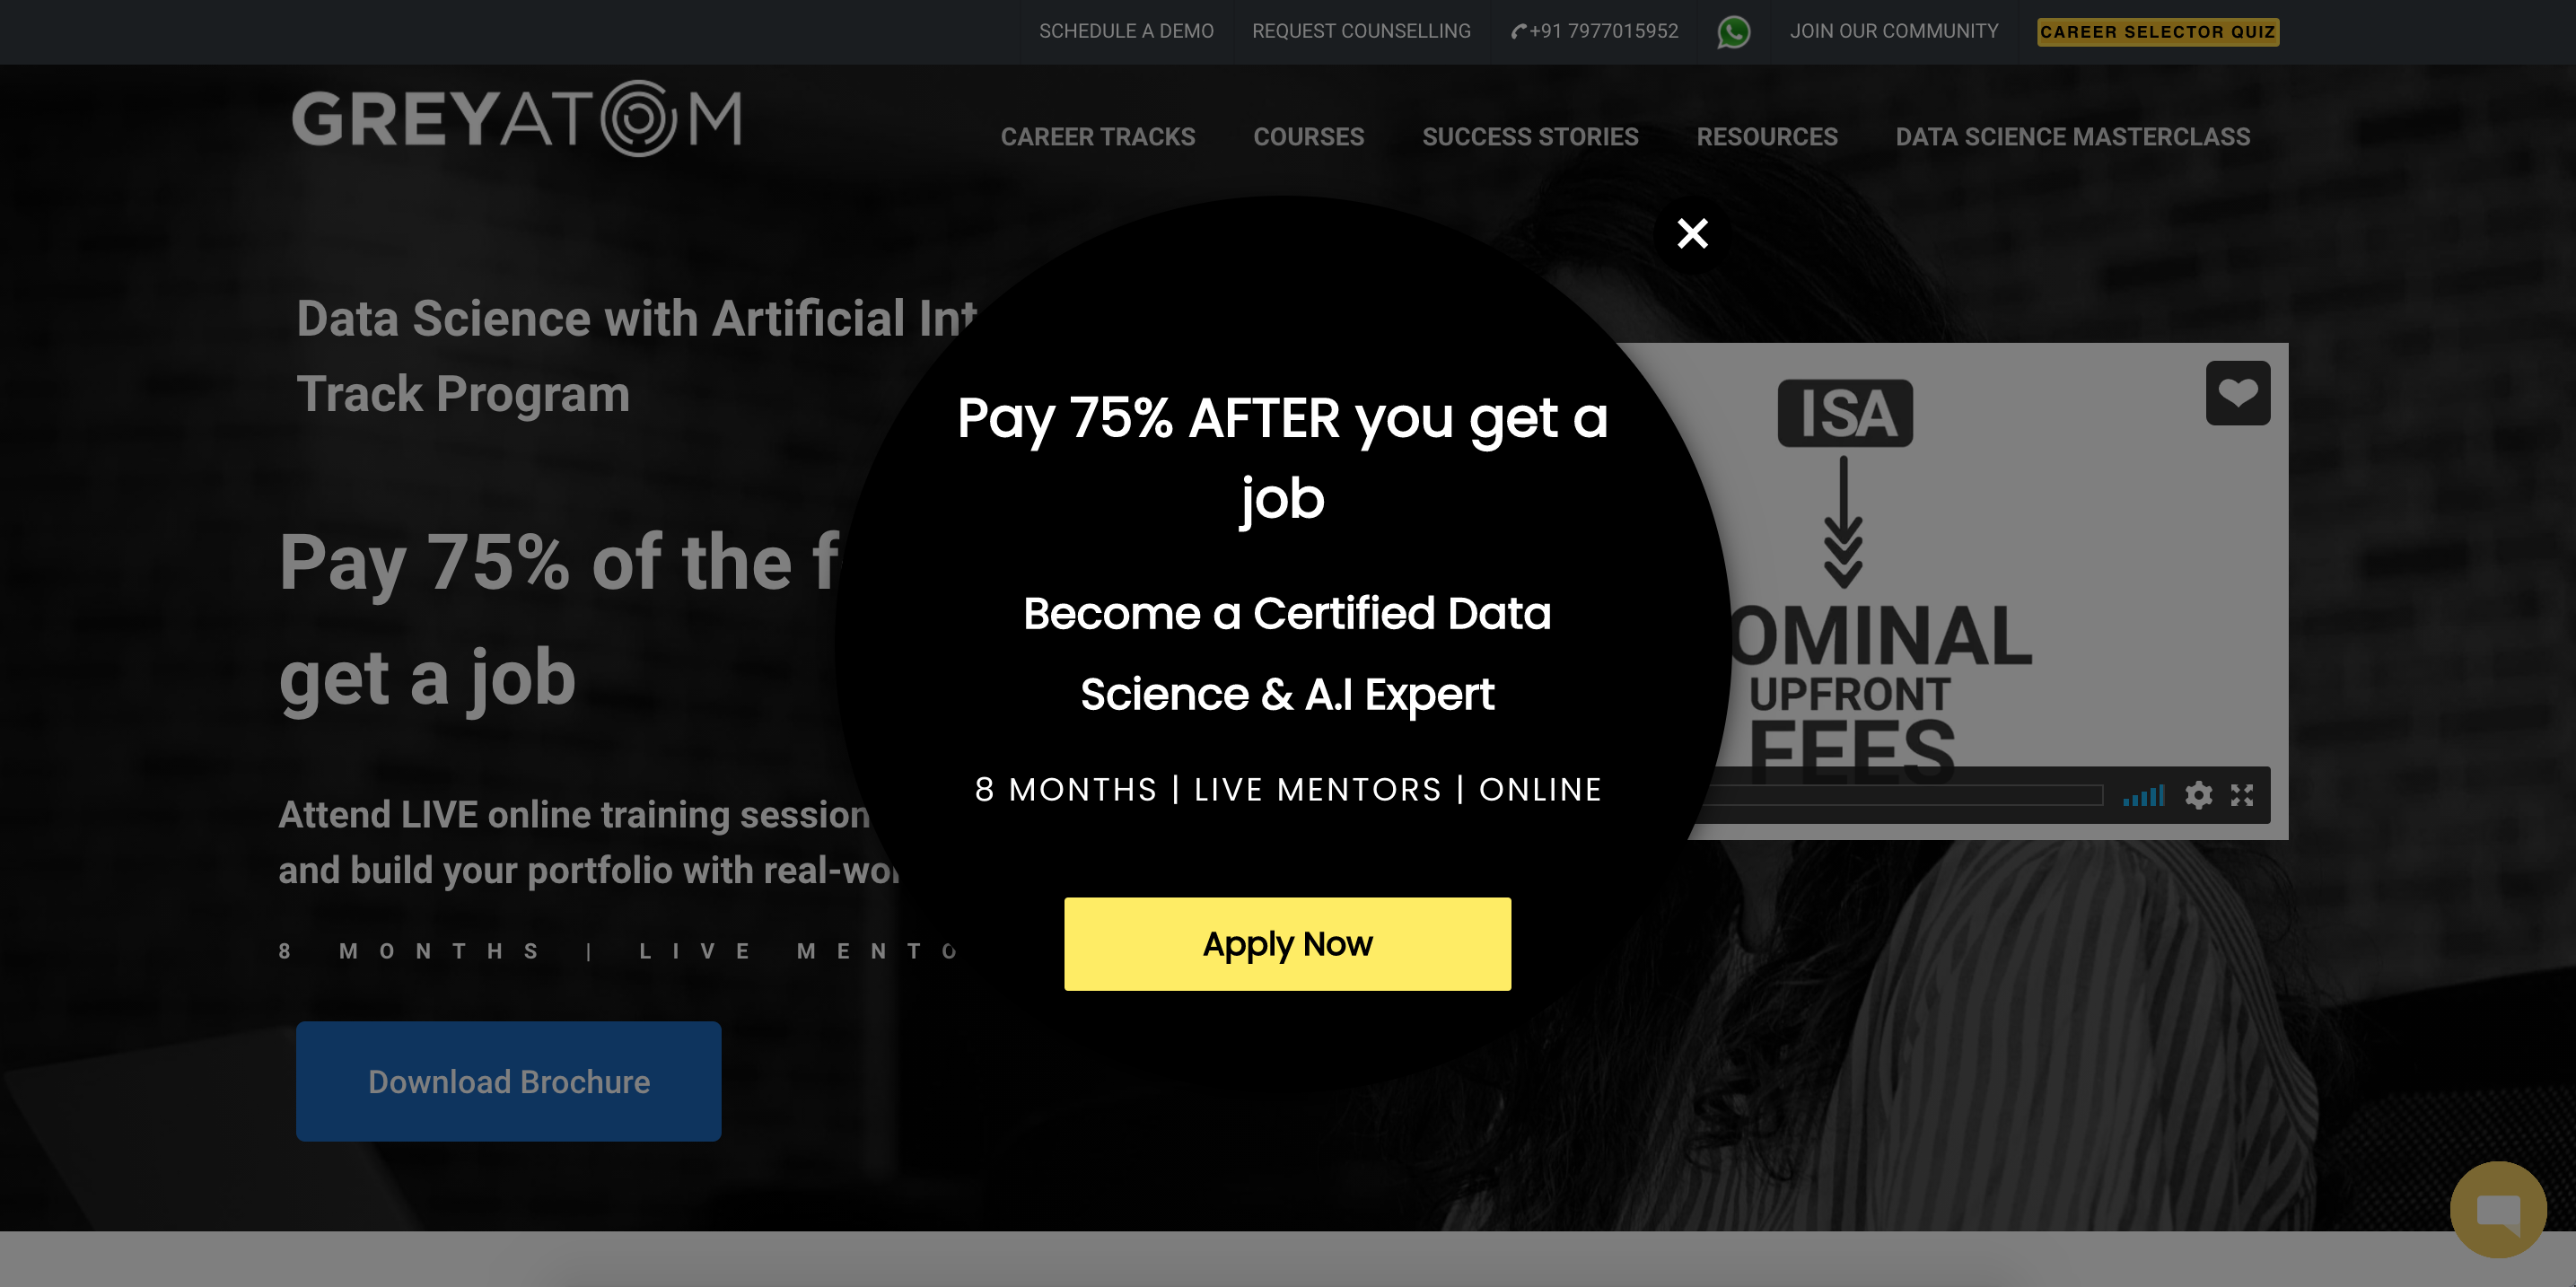 SCHEDULE A DEMO
REQUEST COUNSELLING
+91 7977015952
JOIN OUR COMMUNITY
CAREER SELECTOR QUIZ
GREYATOM
CAREER TRACKS
COURSES
SUCCESS STORIES
RESOURCES
DATA SCIENCE MASTERCLASS
Data Science with Artificial Int
Track Program
Pay 75% of the f
get a job
Attend LIVE online training session
and build your portfolio with real-wor
8 MONTHS | LIVE MENTO
Download Brochure
Pay 75% AFTER you get a
job
Become a Certified Data
Science & A.I Expert
8 MONTHS | LIVE MENTORS | ONLINE
Apply Now
ISA
OMINAL
UPFRONT
FEES